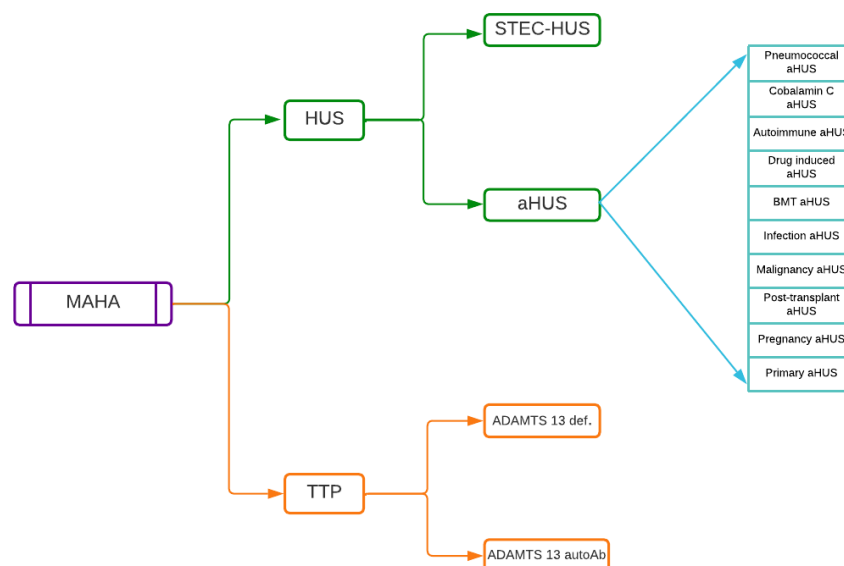 STEC-HUS
Pneumococcal
aHUS
Cobalamin C
aHUS
HUS
Autoimmune aHUS
Drug induced
aHUS
aHUS
BMT aHUS
Infection aHUS
Malignancy aHUS
MAHA
Post-transplant
aHUS
Pregnancy aHUS
Primary aHUS
ADAMTS 13 def.
TTP
ADAMTS 13 autoAb